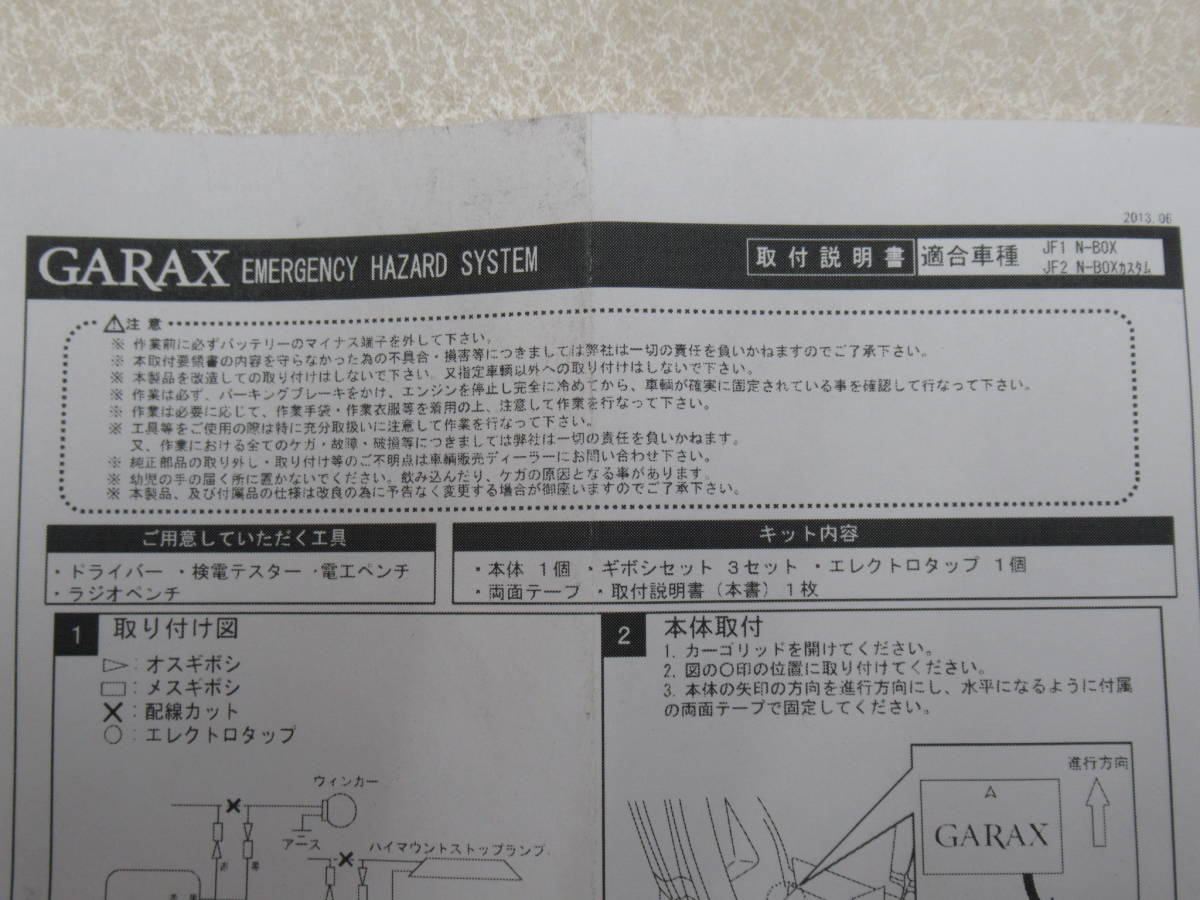 2013.06
GARAX EMERGENCY HAZARD SYSTEM
取付説明書
適合車種
JF1 N-BOX
JF2 N-BOXカスタム
注意
※ 作業前に必ずバッテリーのマイナス端子を外して下さい。
※ 本取付要領書の内容を守らなかった為の不具合・損害等につきましては弊社は一切の責任を負いかねますのでご了承下さい。
※ 本製品を改造しての取り付けはしないで下さい。又指定車輌以外への取り付けはしないで下さい。
※ 作業は必ず、パーキングブレーキをかけ、エンジンを停止し完全に冷めてから、車輌が確実に固定されている事を確認して行なって下さい。
※ 作業は必要に応じて、作業手袋・作業衣服等を着用の上、注意して作業を行なって下さい。
※ 工具等をご使用の際は特に充分取扱いに注意して作業を行なって下さい。
又、作業における全てのケガ・故障・破損等につきましては弊社は一切の責任を負いかねます。
※ 純正部品の取り外し・取り付け等のご不明点は車輌販売ディーラーにお問い合わせ下さい。
※ 幼児の手の届く所に置かないでください。飲み込んだり、ケガの原因となる事があります。
※ 本製品、及び付属品の仕様は改良の為に予告なく変更する場合が御座いますのでご了承下さい。
ご用意していただく工具
・ドライバー ・検電テスター ・電工ペンチ
・ラジオペンチ
キット内容
・本体 1個 ・ギボシセット 3セット ・エレクトロタップ 1個
・両面テープ ・取付説明書（本書）1枚
1 取り付け図
▷：オスギボシ
□：メスギボシ
✕：配線カット
○：エレクトロタップ
ウィンカー
アース
ハイマウントストップランプ
2 本体取付
1. カーゴリッドを開けてください。
2. 図の○印の位置に取り付けてください。
3. 本体の矢印の方向を進行方向にし、水平になるように付属
の両面テープで固定してください。
進行方向
GARAX